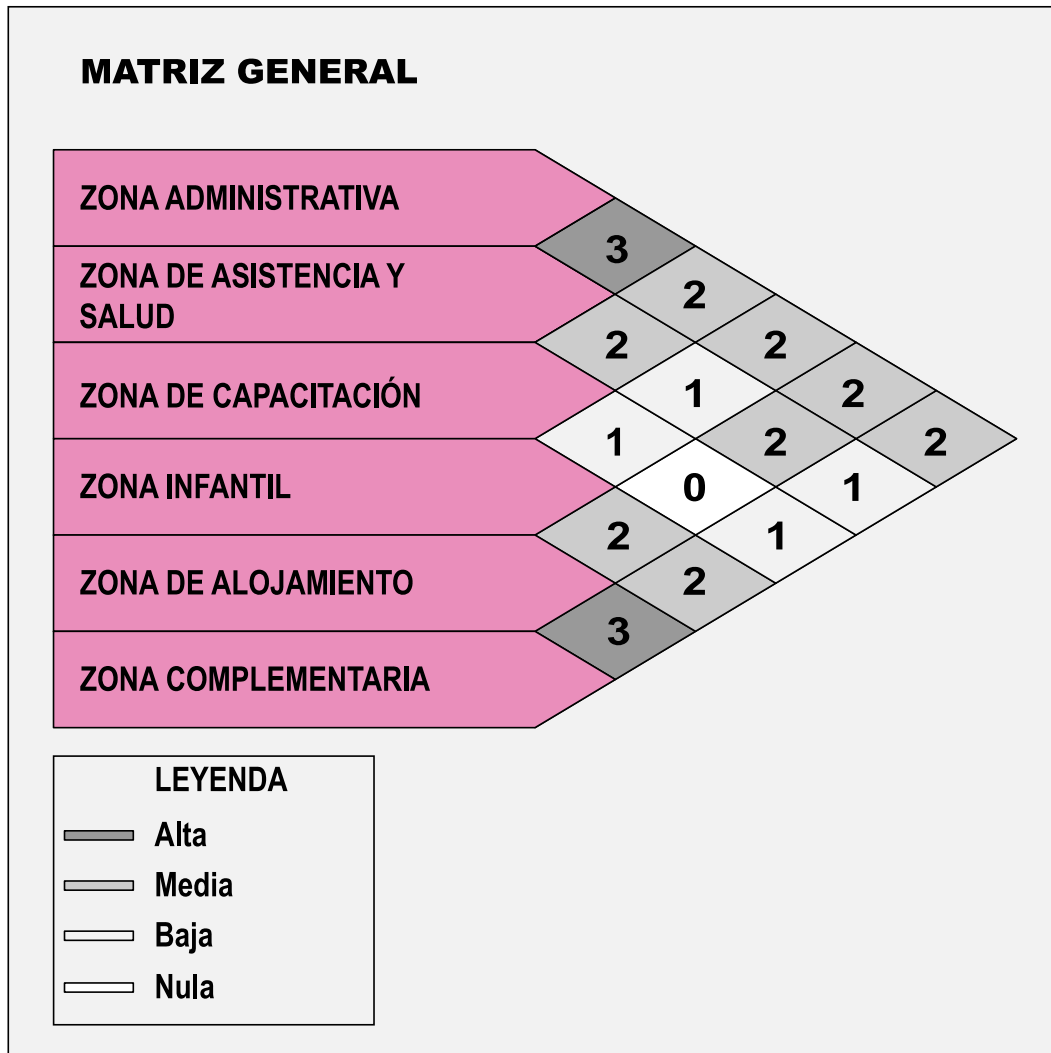 MATRIZ GENERAL
ZONA ADMINISTRATIVA
3
ZONA DE ASISTENCIA Y
SALUD
2
2
2
ZONA DE CAPACITACIÓN
1
2
1
2
2
ZONA INFANTIL
0
1
2
1
ZONA DE ALOJAMIENTO
2
3
ZONA COMPLEMENTARIA
LEYENDA
Alta
Media
Baja
Nula